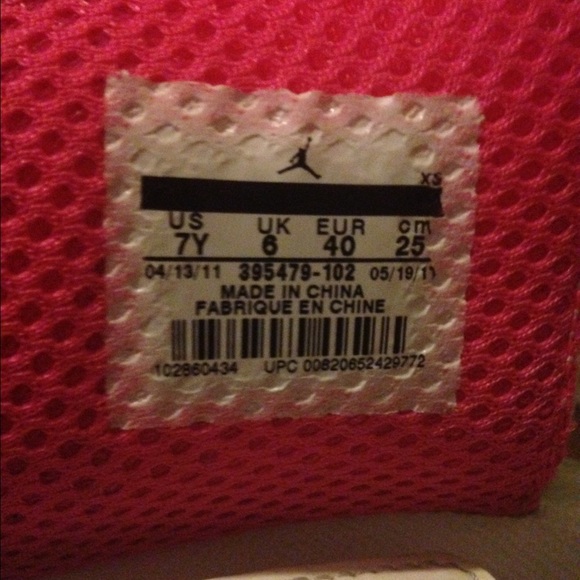 XS
US UK EUR cm
7Y 6 40 25
04/13/11 395479-102 05/19/11
MADE IN CHINA
FABRIQUE EN CHINE
102860434 UPC 00820652429772